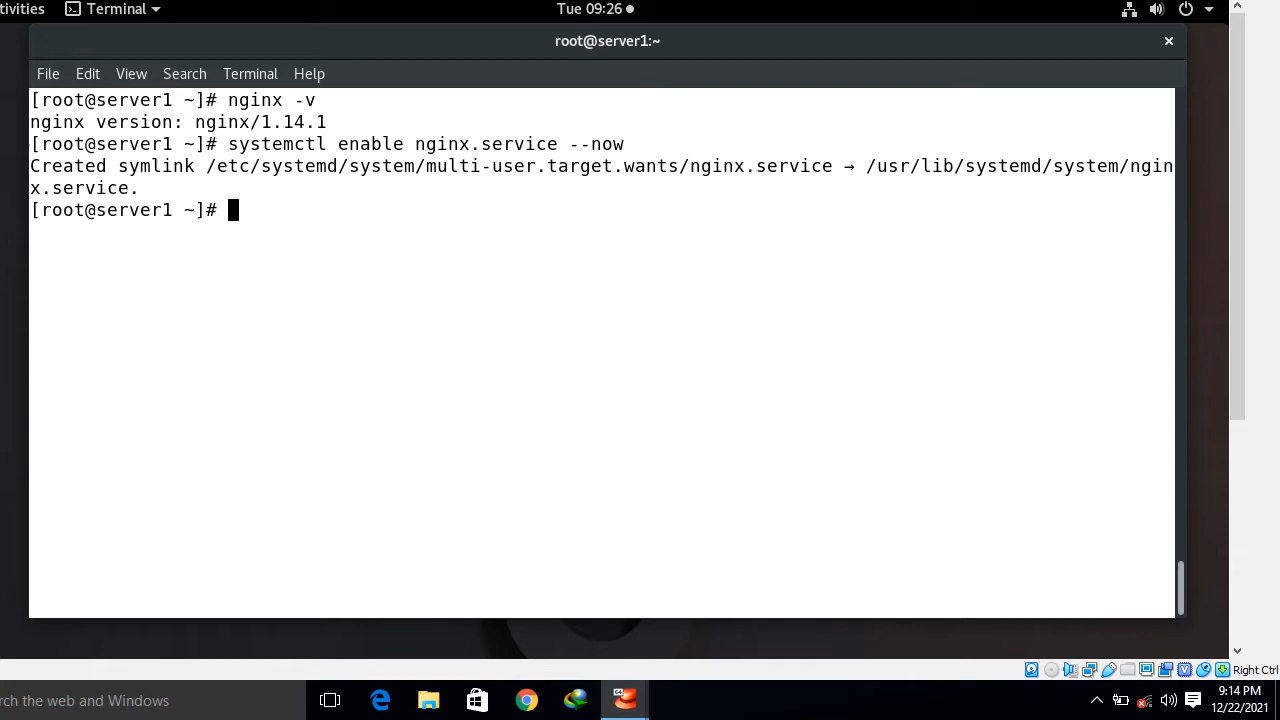 tivities Terminal Tue 09:26
root@server1:~
File Edit View Search Terminal Help
[root@server1 ~]# nginx -v
nginx version: nginx/1.14.1
[root@server1 ~]# systemctl enable nginx.service --now
Created symlink /etc/systemd/system/multi-user.target.wants/nginx.service → /usr/lib/systemd/system/ngin
x.service.
[root@server1 ~]#
Right Ctrl
rch the web and Windows
64
9:14 PM
12/22/2021